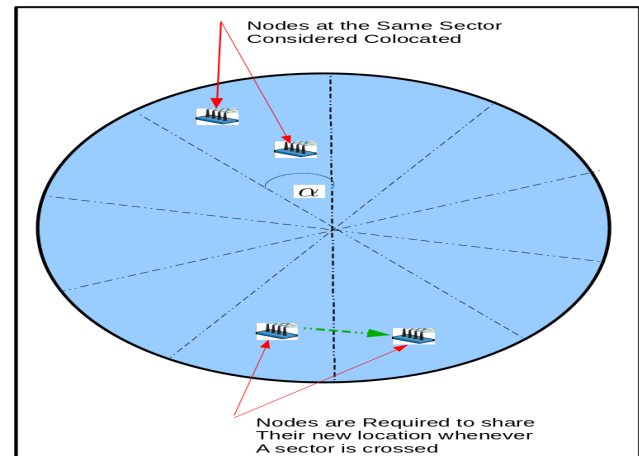 Nodes at the Same Sector
Considered Colocated
α
Nodes are Required to share
Their new location whenever
A sector is crossed